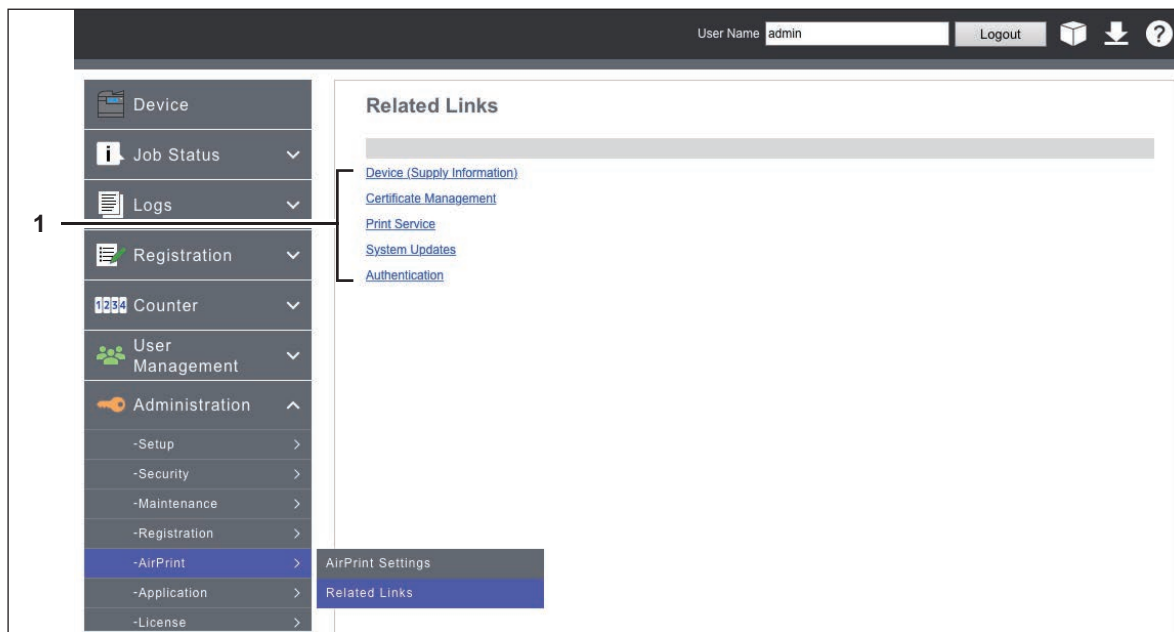 User Name admin Logout ?
Device
i Job Status
Logs
Registration
1234 Counter
User
Management
Administration
-Setup
-Security
-Maintenance
-Registration
-AirPrint
-Application
-License
AirPrint Settings
Related Links
Related Links
Device (Supply Information)
Certificate Management
Print Service
System Updates
Authentication
1